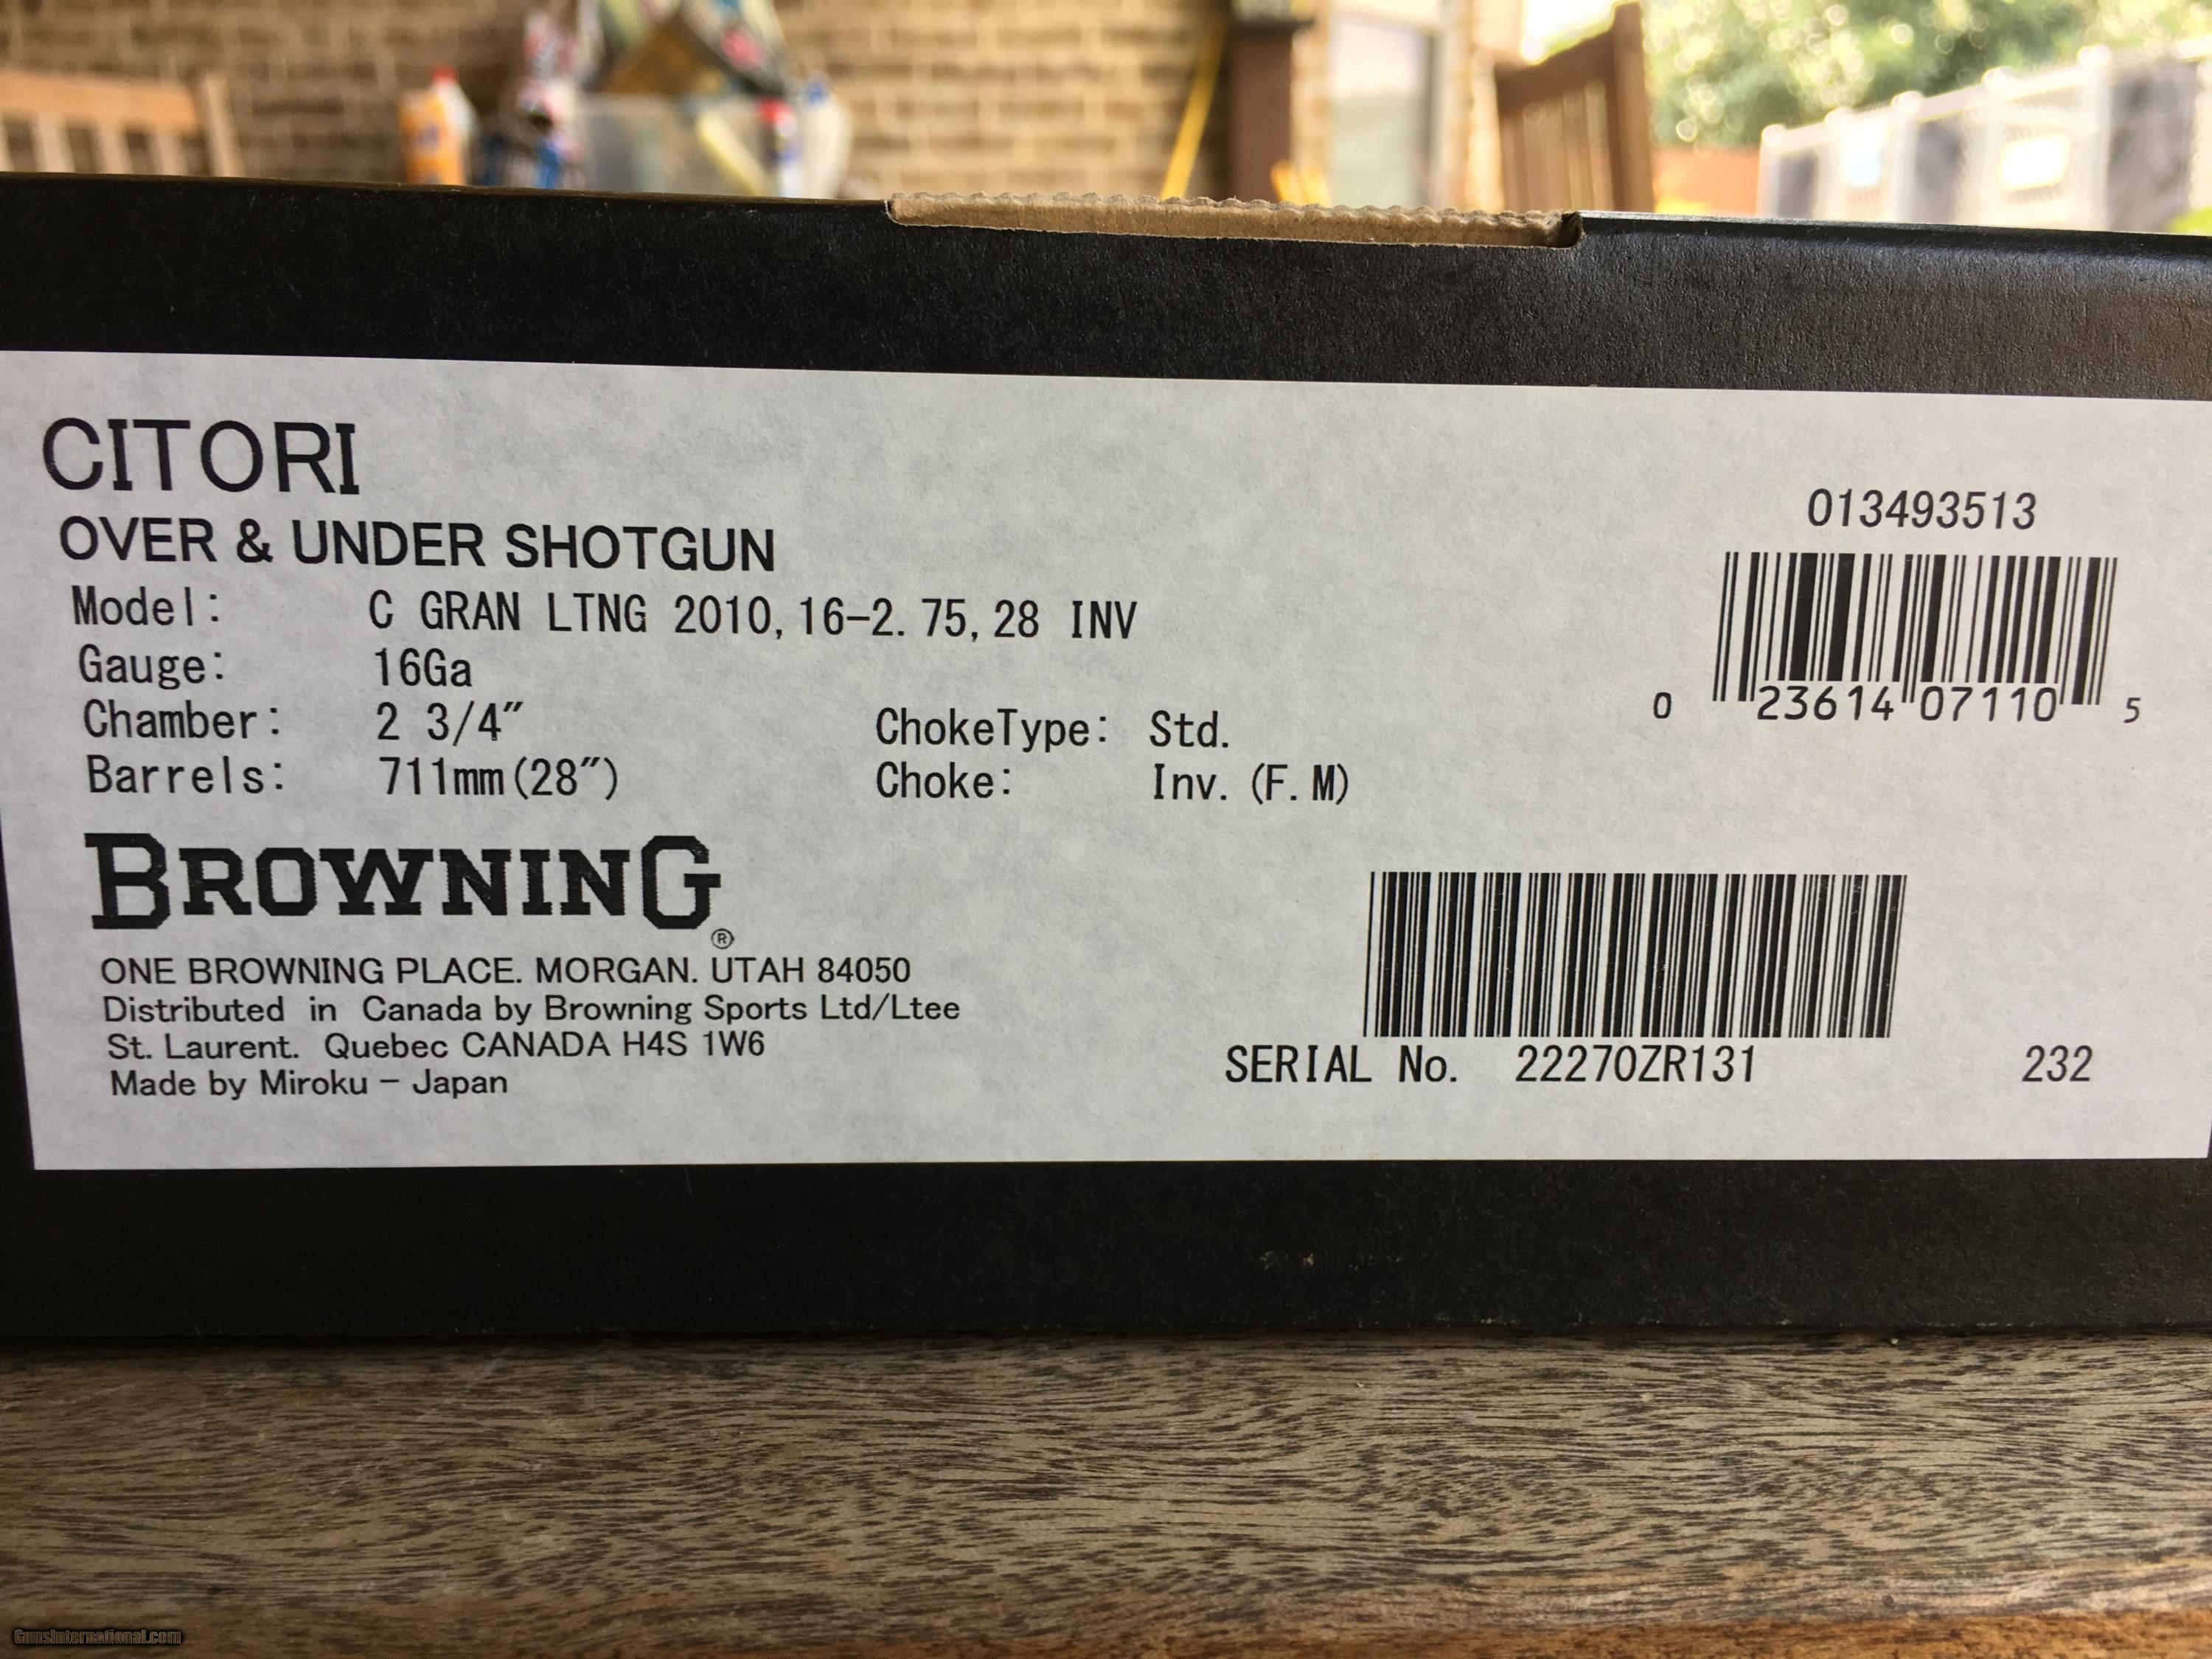 CITORI
OVER & UNDER SHOTGUN
Model: C GRAN LTNG 2010,16-2.75,28 INV
Gauge: 16Ga
Chamber: 2 3/4″
Barrels: 711mm(28″)
ChokeType: Std.
Choke: Inv.(F.M)
013493513
0 23614 07110 5
BROWNING®
ONE BROWNING PLACE. MORGAN. UTAH 84050
Distributed in Canada by Browning Sports Ltd/Ltee
St. Laurent. Quebec CANADA H4S 1W6
Made by Miroku - Japan
SERIAL No. 22270ZR131 232
GunsInternational.com